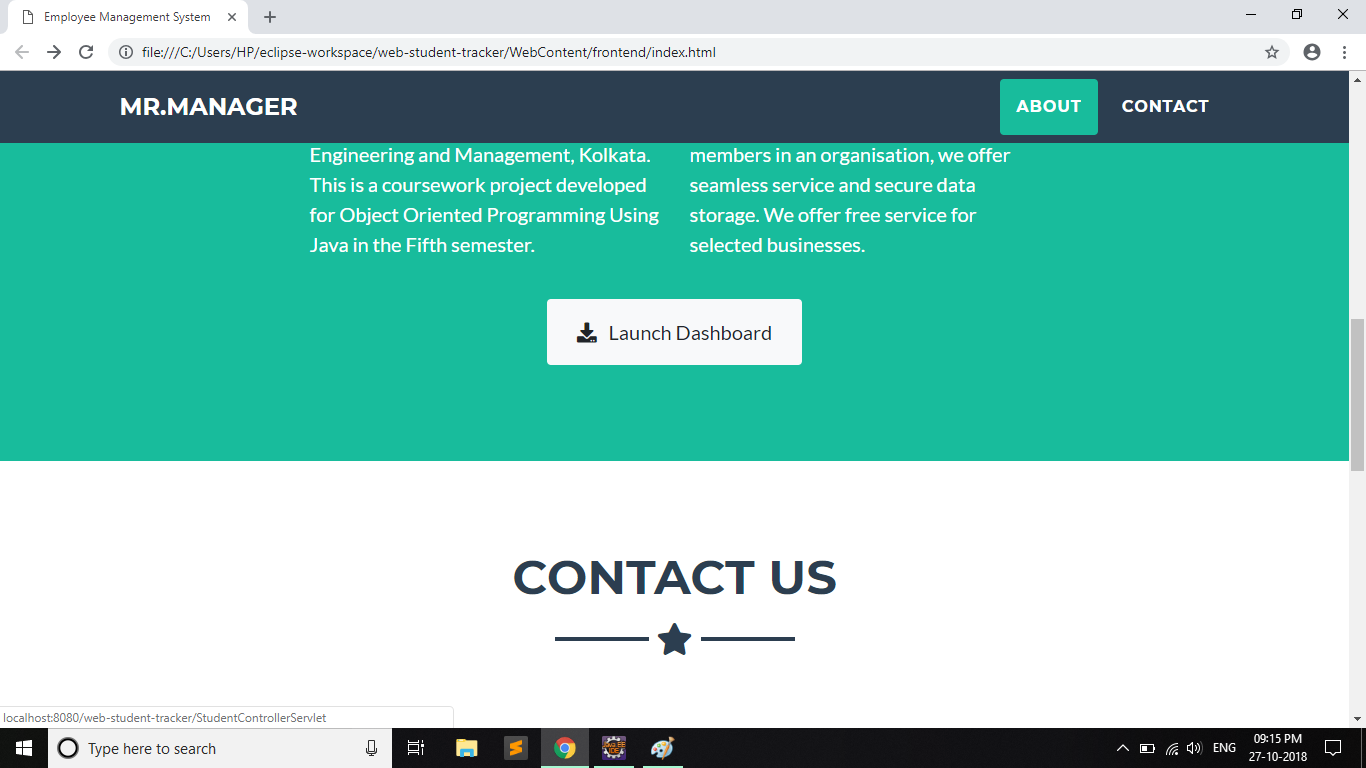 Employee Management System
file:///C:/Users/HP/eclipse-workspace/web-student-tracker/WebContent/frontend/index.html
MR.MANAGER
ABOUT
CONTACT
Engineering and Management, Kolkata.
This is a coursework project developed
for Object Oriented Programming Using
Java in the Fifth semester.
members in an organisation, we offer
seamless service and secure data
storage. We offer free service for
selected businesses.
Launch Dashboard
CONTACT US
localhost:8080/web-student-tracker/StudentControllerServlet
Type here to search
ENG
09:15 PM
27-10-2018